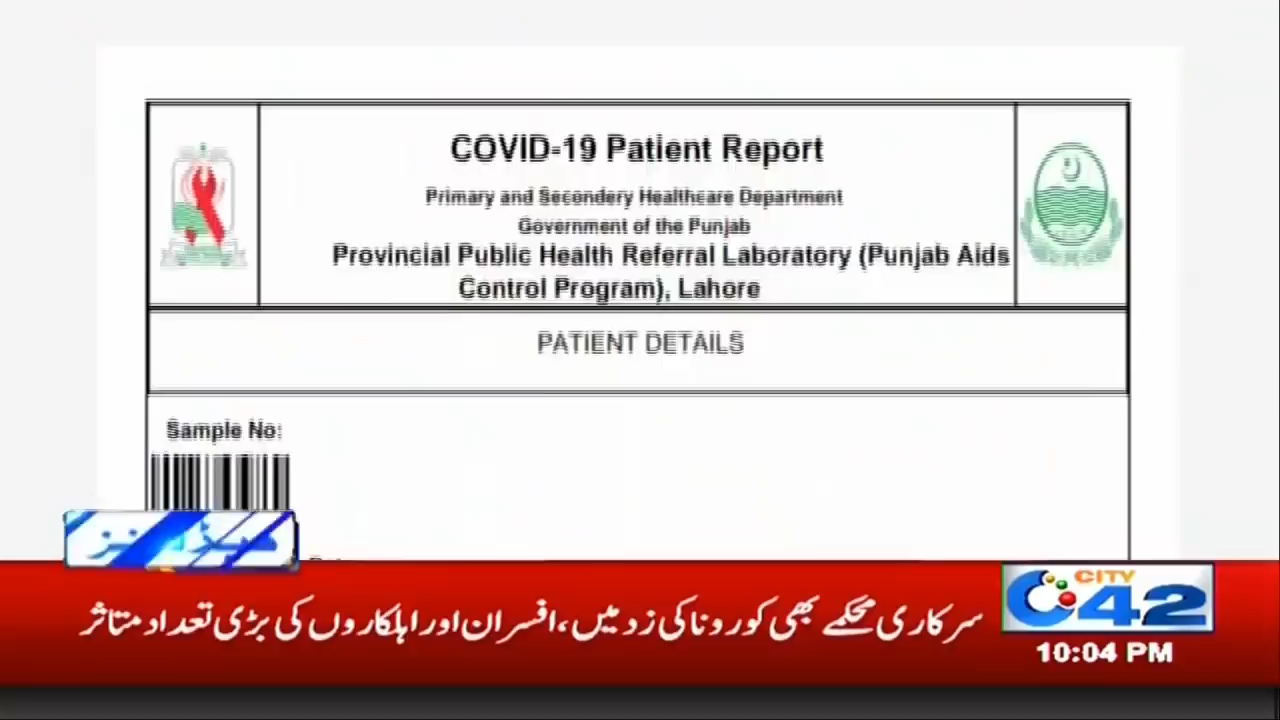 COVID-19 Patient Report
Primary and Secondery Healthcare Department
Government of the Punjab
Provincial Public Health Referral Laboratory (Punjab Aids
Control Program), Lahore
PATIENT DETAILS
Sample No:
ہیڈ لائنز
سرکاری محکمے بھی کورونا کی زد میں، افسران اور اہلکاروں کی بڑی تعداد متاثر
CITY
42
10:04 PM